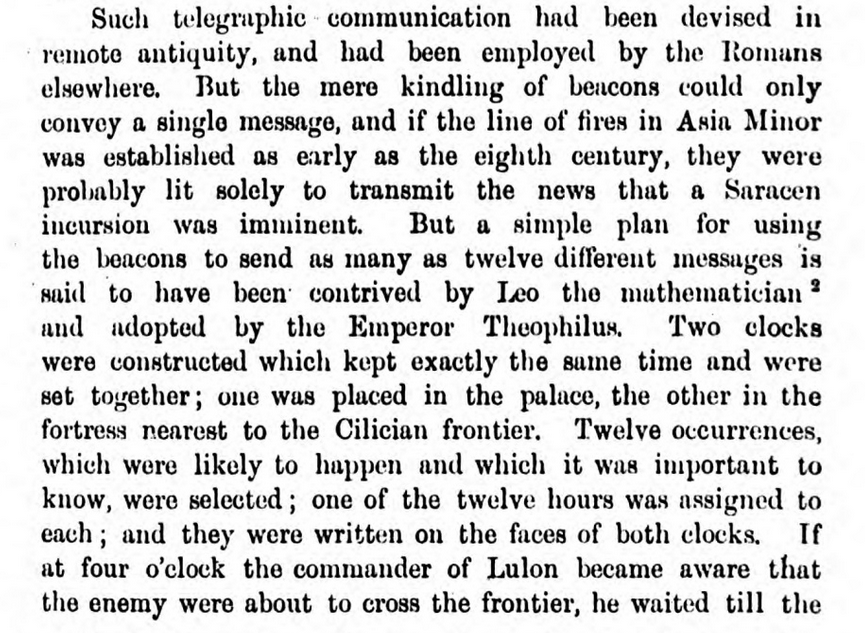 Such telegraphic communication had been devised in
remote antiquity, and had been employed by the Romans
elsewhere. But the mere kindling of beacons could only
convey a single message, and if the line of fires in Asia Minor
was established as early as the eighth century, they were
probably lit solely to transmit the news that a Saracen
incursion was imminent. But a simple plan for using
the beacons to send as many as twelve different messages is
said to have been contrived by Leo the mathematician ²
and adopted by the Emperor Theophilus. Two clocks
were constructed which kept exactly the same time and were
set together; one was placed in the palace, the other in the
fortress nearest to the Cilician frontier. Twelve occurrences,
which were likely to happen and which it was important to
know, were selected; one of the twelve hours was assigned to
each; and they were written on the faces of both clocks. If
at four o'clock the commander of Lulon became aware that
the enemy were about to cross the frontier, he waited till the